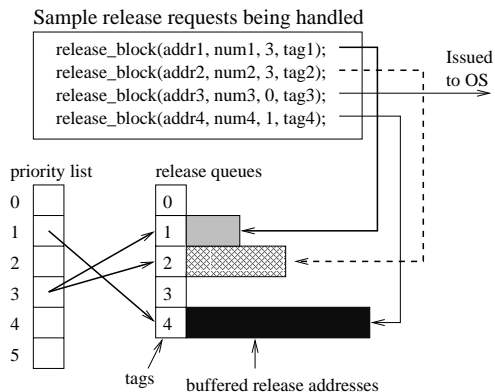 Sample release requests being handled
release_block(addr1, num1, 3, tag1);
release_block(addr2, num2, 3, tag2);
release_block(addr3, num3, 0, tag3);
release_block(addr4, num4, 1, tag4);
Issued
to OS
priority list
0
1
2
3
4
5
release queues
0
1
2
3
4
tags
buffered release addresses